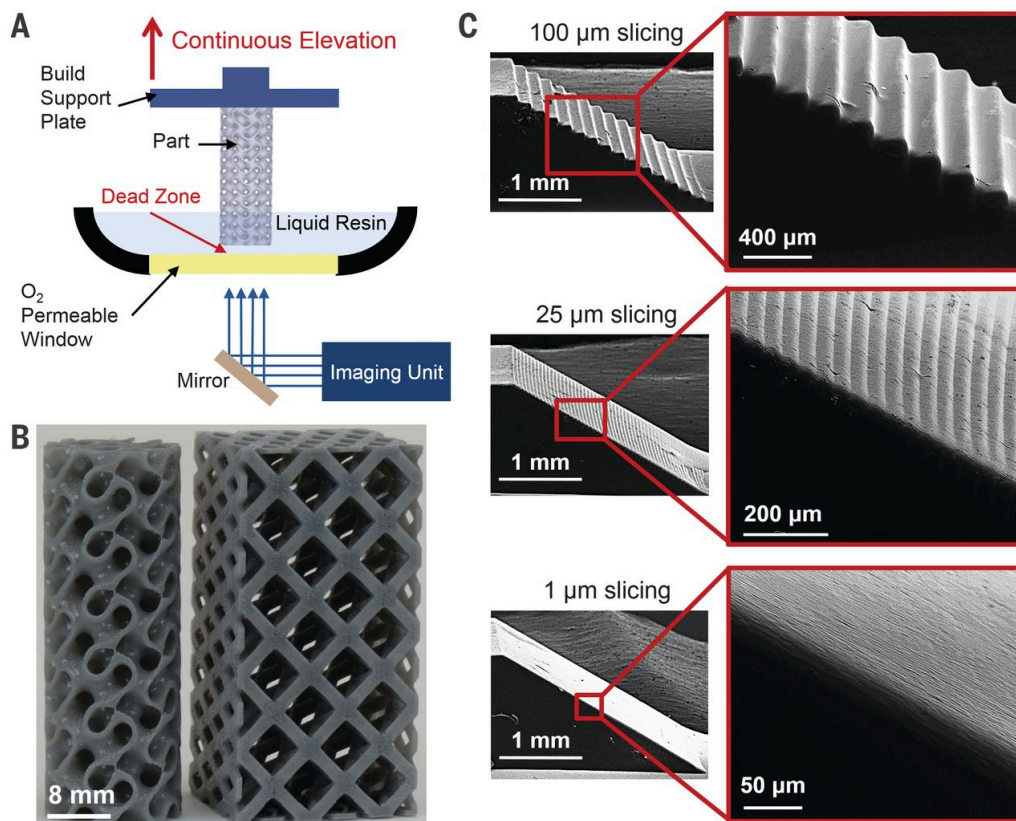 A
Continuous Elevation
Build
Support
Plate
Part
Dead Zone
Liquid Resin
O₂
Permeable
Window
Mirror
Imaging Unit
B
8 mm
C
100 µm slicing
1 mm
400 µm
25 µm slicing
1 mm
200 µm
1 µm slicing
1 mm
50 µm